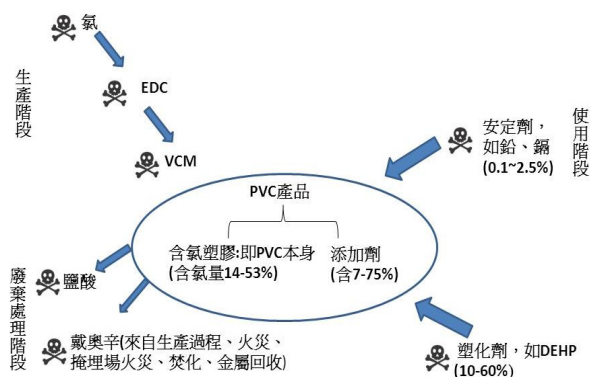 氯
生產階段
EDC
VCM
安定劑，
如鉛、鎘
(0.1~2.5%)
使用階段
PVC產品
含氯塑膠:即PVC本身
(含氯量14-53%)
添加劑
(含7-75%)
廢棄處理階段
鹽酸
戴奧辛(來自生產過程、火災、
掩埋場火災、焚化、金屬回收)
塑化劑，如DEHP
(10-60%)